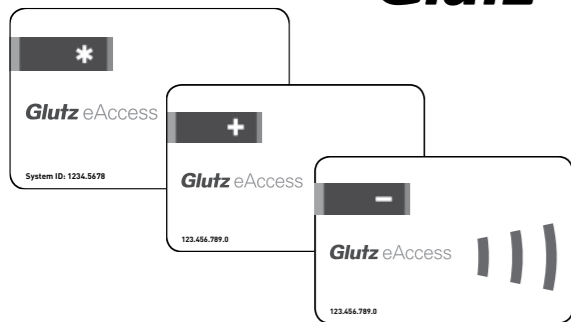 Glutz
*
Glutz eAccess
System ID: 1234.5678
+
Glutz eAccess
123.456.789.0
-
Glutz eAccess
123.456.789.0